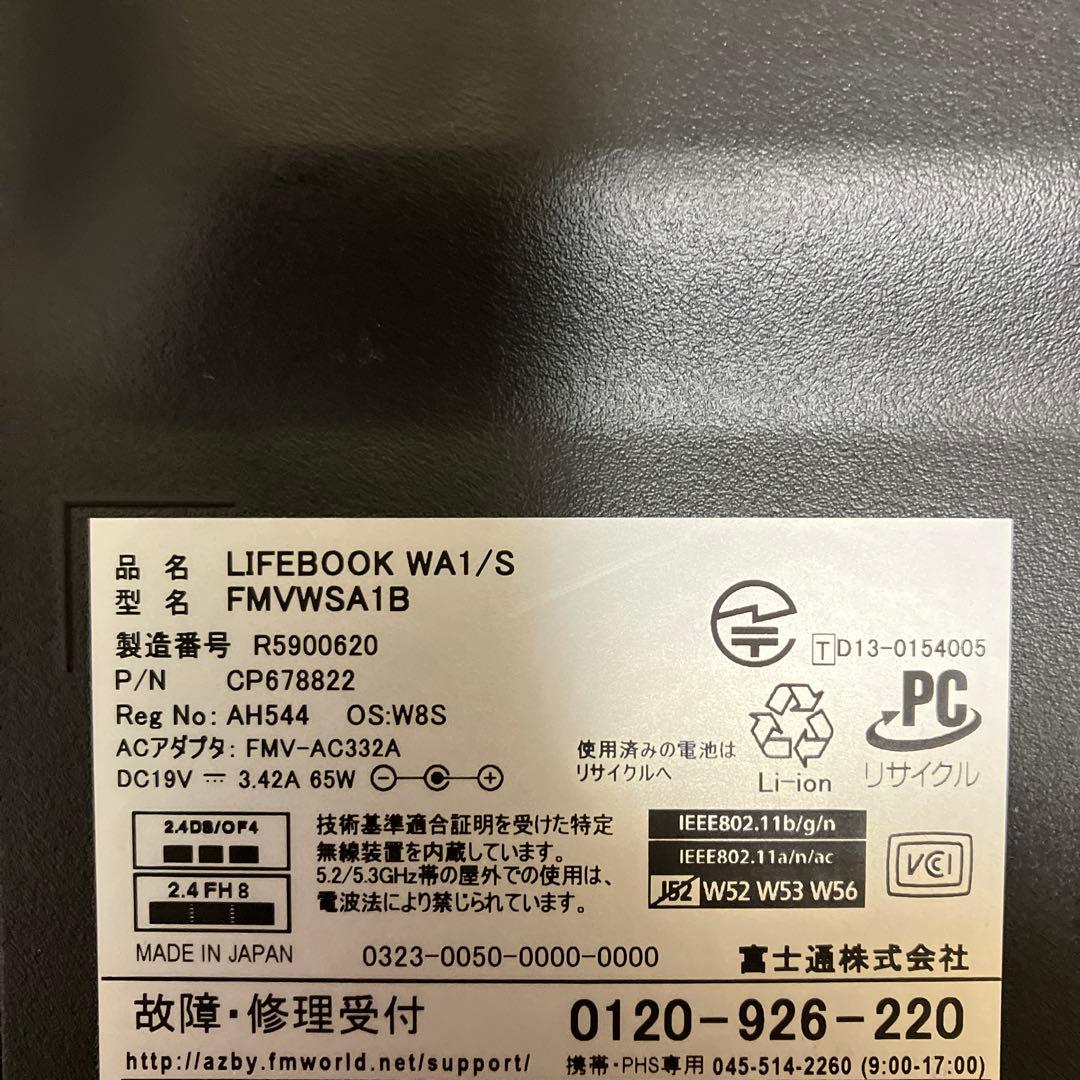 品名 LIFEBOOK WA1/S
型名 FMVWSA1B
製造番号 R5900620
P/N CP678822
Reg No: AH544 OS:W8S
ACアダプタ: FMV-AC332A
DC19V 3.42A 65W
T D13-0154005
使用済みの電池は
リサイクルへ
Li-ion
PC
リサイクル
2.4DS/OF4
2.4FH8
技術基準適合証明を受けた特定
無線装置を内蔵しています。
5.2/5.3GHz帯の屋外での使用は、
電波法により禁じられています。
IEEE802.11b/g/n
IEEE802.11a/n/ac
J52 W52 W53 W56
VCCI
MADE IN JAPAN
0323-0050-0000-0000
富士通株式会社
故障・修理受付 0120-926-220
http://azby.fmworld.net/support/ 携帯・PHS専用 045-514-2260 (9:00-17:00)